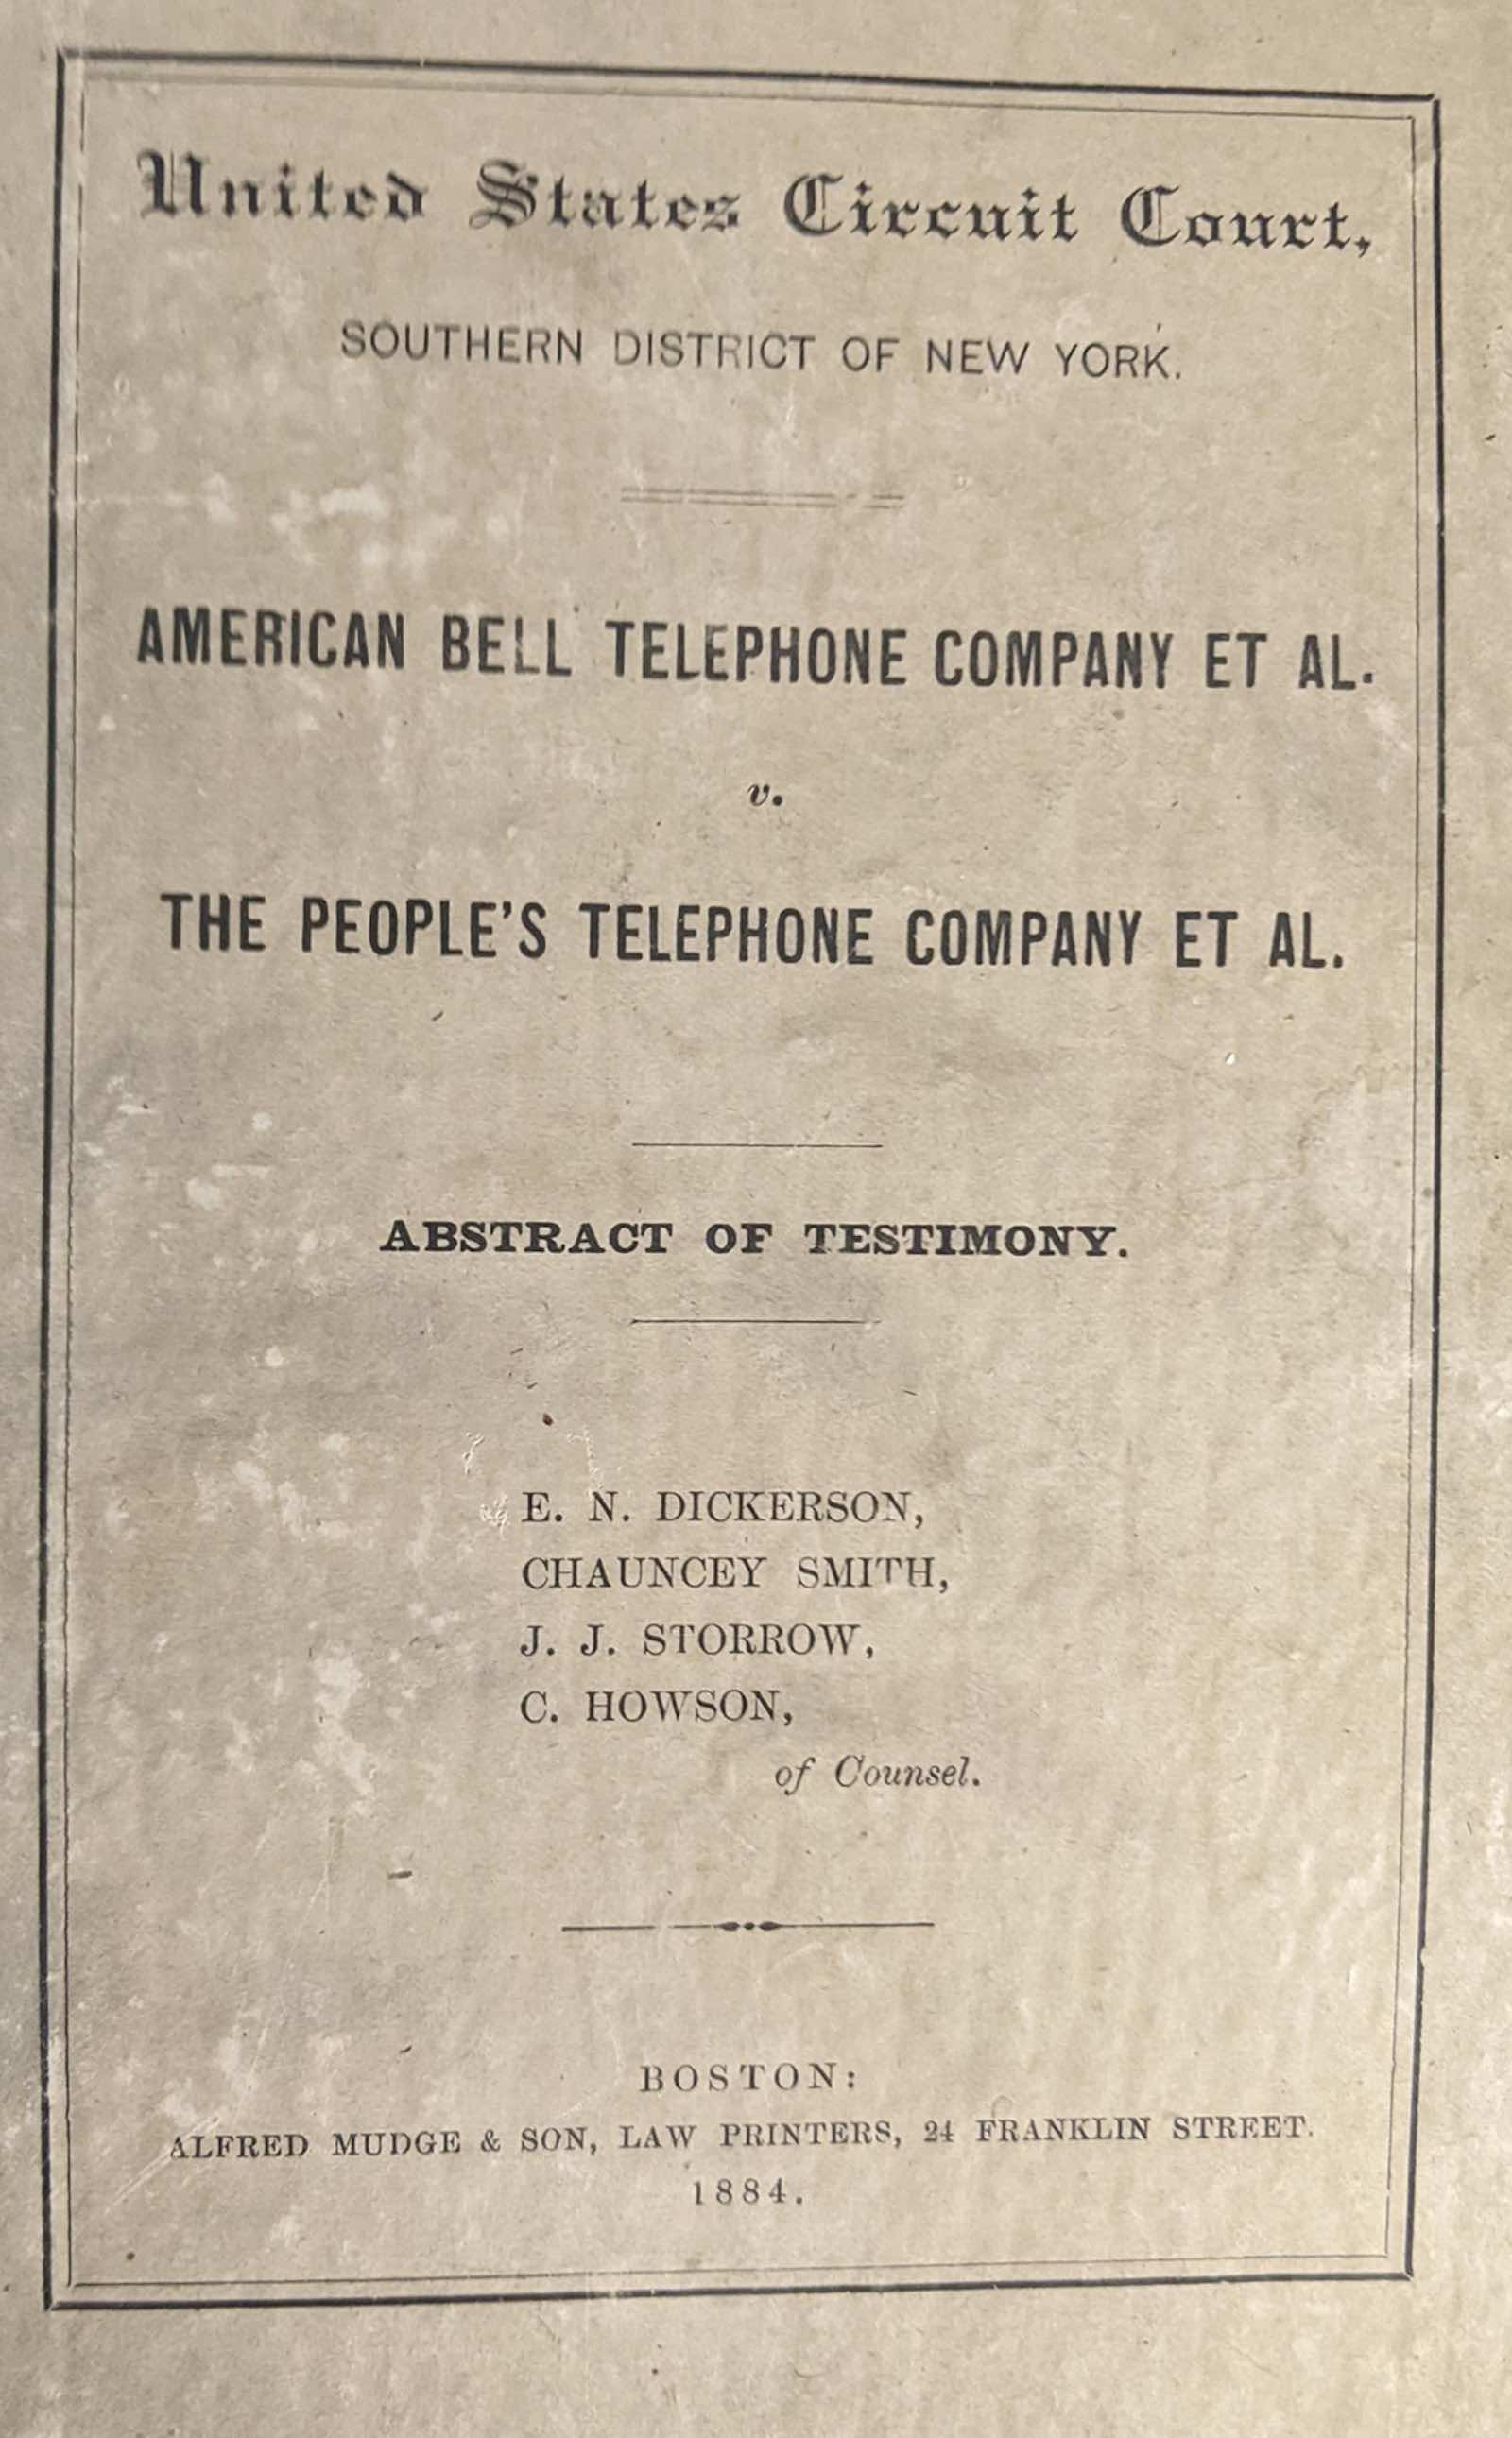 United States Circuit Court,
SOUTHERN DISTRICT OF NEW YORK.
AMERICAN BELL TELEPHONE COMPANY ET AL.
v.
THE PEOPLE'S TELEPHONE COMPANY ET AL.
ABSTRACT OF TESTIMONY.
E. N. DICKERSON,
CHAUNCEY SMITH,
J. J. STORROW,
C. HOWSON,
of Counsel.
BOSTON:
ALFRED MUDGE & SON, LAW PRINTERS, 24 FRANKLIN STREET.
1884.